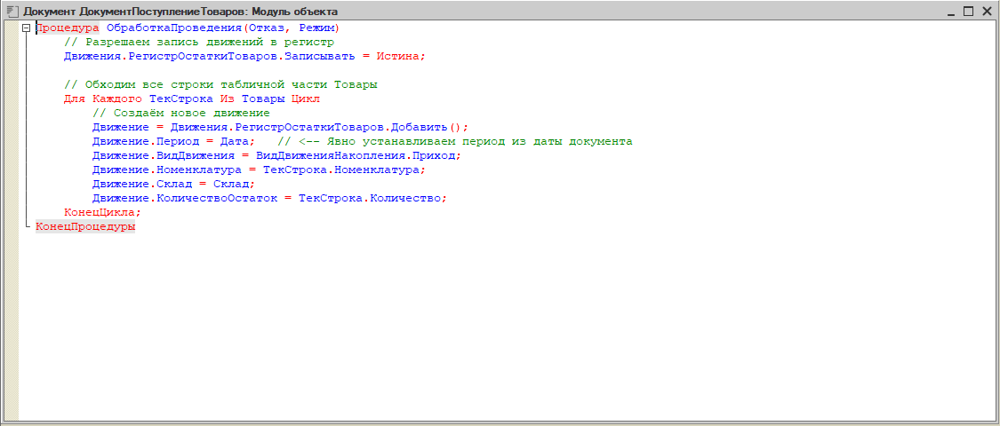 Документ ДокументПоступлениеТоваров: Модуль объекта
Процедура ОбработкаПроведения(Отказ, Режим)
// Разрешаем запись движений в регистр
Движения.РегистрОстаткиТоваров.Записывать = Истина;
// Обходим все строки табличной части Товары
Для Каждого ТекСтрока Из Товары Цикл
// Создаём новое движение
Движение = Движения.РегистрОстаткиТоваров.Добавить();
Движение.Период = Дата;   // <-- Явно устанавливаем период из даты документа
Движение.ВидДвижения = ВидДвиженияНакопления.Приход;
Движение.Номенклатура = ТекСтрока.Номенклатура;
Движение.Склад = Склад;
Движение.КоличествоОстаток = ТекСтрока.Количество;
КонецЦикла;
КонецПроцедуры